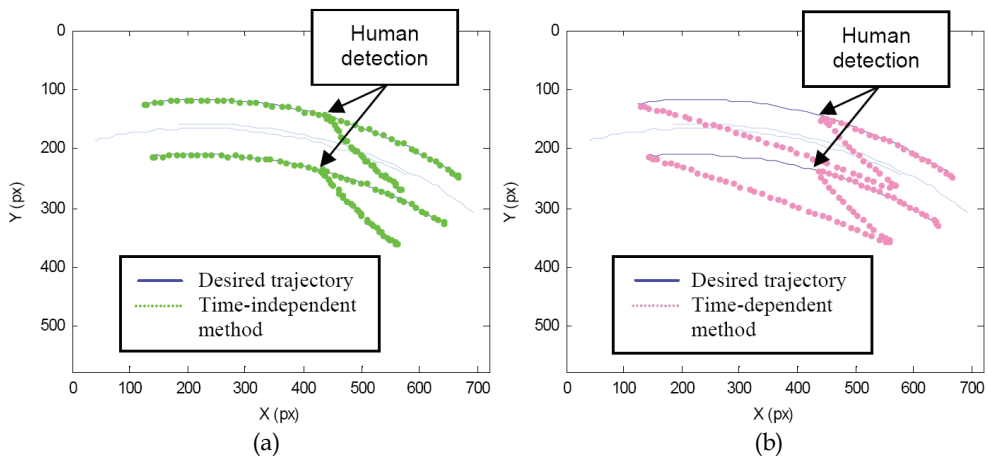 Human
detection
0
100
200
300
400
500
Y (px)
0 100 200 300 400 500 600 700
X (px)
Desired trajectory
Time-independent
method
(a)
Human
detection
0
100
200
300
400
500
Y (px)
0 100 200 300 400 500 600 700
X (px)
Desired trajectory
Time-dependent
method
(b)